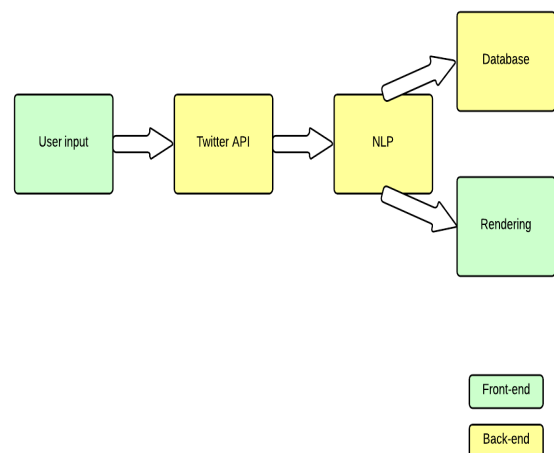 Database
User input
Twitter API
NLP
Rendering
Front-end
Back-end